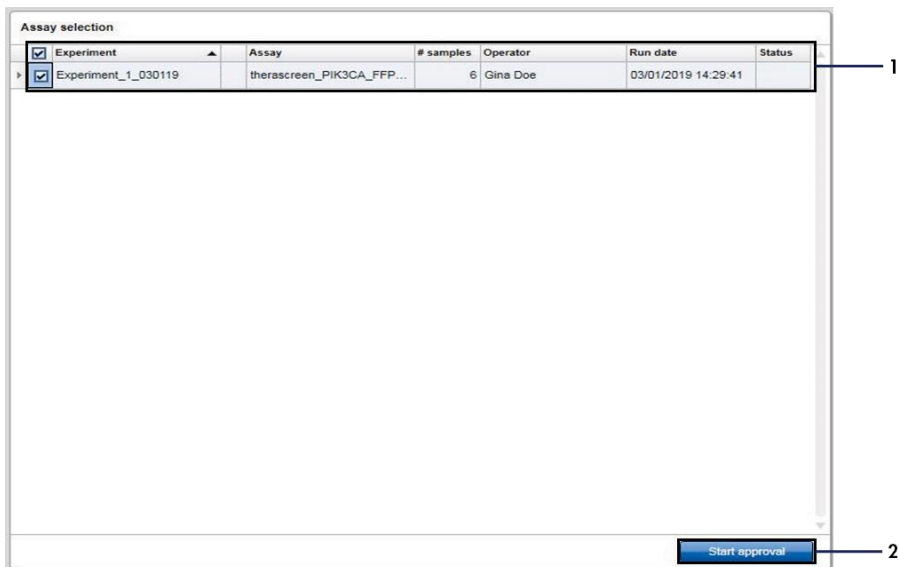 Assay selection
Experiment Assay # samples Operator Run date Status
Experiment_1_030119 therascreen_PIK3CA_FFP... 6 Gina Doe 03/01/2019 14:29:41
1
Start approval
2